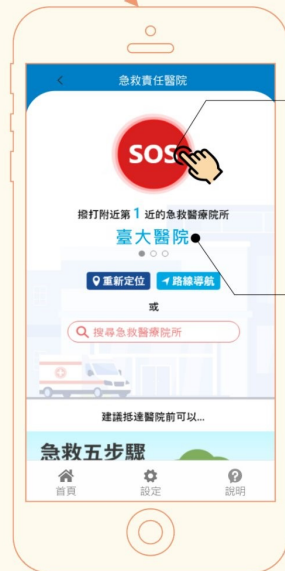 急救責任醫院
SOS
撥打附近第 1 近的急救醫療院所
臺大醫院
重新定位
路線導航
或
搜尋急救醫療院所
建議抵達醫院前可以...
急救五步驟
首頁
設定
說明